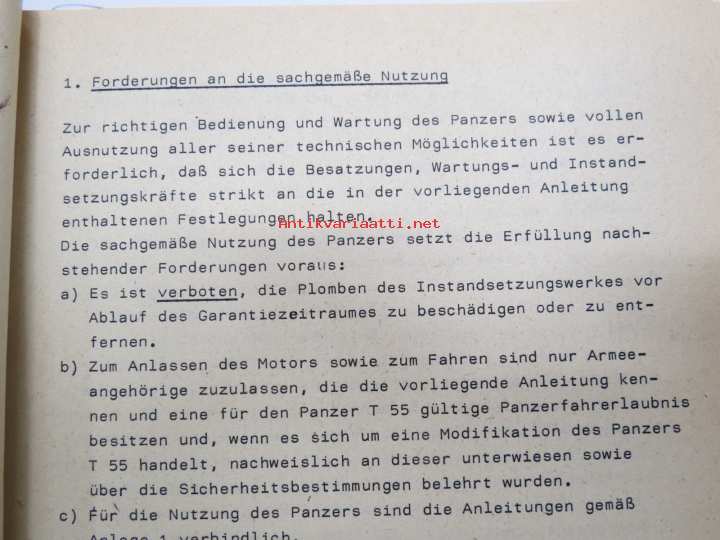 1. Forderungen an die sachgemäße Nutzung
Zur richtigen Bedienung und Wartung des Panzers sowie vollen
Ausnutzung aller seiner technischen Möglichkeiten ist es er-
forderlich, daß sich die Besatzungen, Wartungs- und Instand-
setzungskräfte strikt an die in der vorliegenden Anleitung
enthaltenen Festlegungen halten.
Antikvariaatti.net
Die sachgemäße Nutzung des Panzers setzt die Erfüllung nach-
stehender Forderungen voraus:
a) Es ist verboten, die Plomben des Instandsetzungswerkes vor
Ablauf des Garantiezeitraumes zu beschädigen oder zu ent-
fernen.
b) Zum Anlassen des Motors sowie zum Fahren sind nur Armee-
angehörige zuzulassen, die die vorliegende Anleitung ken-
nen und eine für den Panzer T 55 gültige Panzerfahrerlaubnis
besitzen und, wenn es sich um eine Modifikation des Panzers
T 55 handelt, nachweislich an dieser unterwiesen sowie
über die Sicherheitsbestimmungen belehrt wurden.
c) Für die Nutzung des Panzers sind die Anleitungen gemäß
Anlage 1 verbindlich.